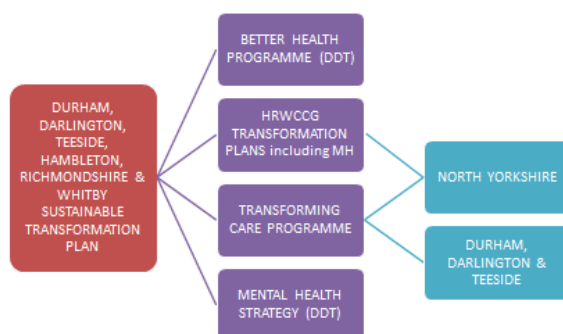 DURHAM,
DARLINGTON,
TEESIDE,
HAMBLETON,
RICHMONDSHIRE &
WHITBY
SUSTAINABLE
TRANSFORMATION
PLAN
BETTER HEALTH
PROGRAMME (DDT)
HRWCCG
TRANSFORMATION
PLANS including MH
TRANSFORMING
CARE PROGRAMME
MENTAL HEALTH
STRATEGY (DDT)
NORTH YORKSHIRE
DURHAM,
DARLINGTON &
TEESIDE